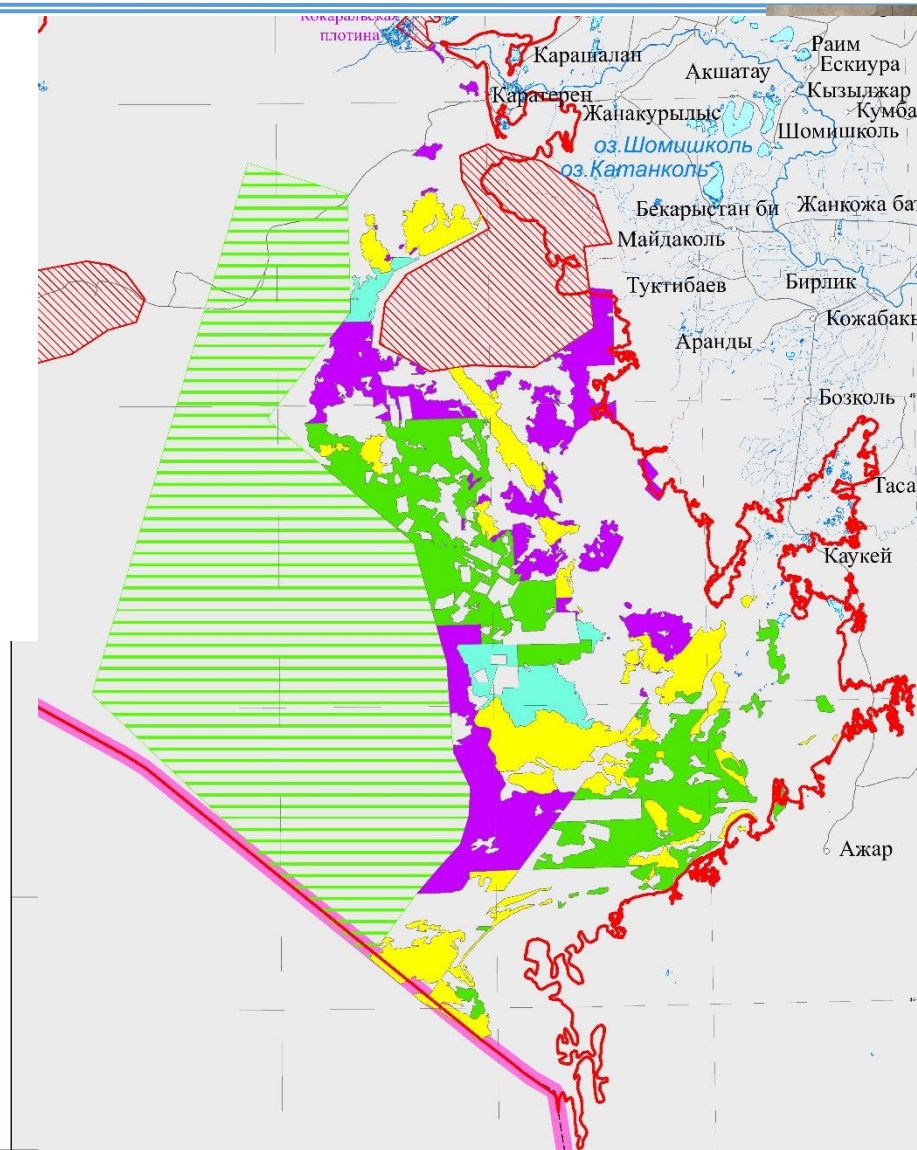 Кокаральская
плотина
Карашалан
Раим
Ескиура
Акшатау
Кызылжар
Каратерен
Жанакурылыс
Кумба
Шомишколь
оз.Шомишколь
оз.Катанколь
Бекарыстан би
Жанкожа бат
Майдаколь
Туктибаев
Бирлик
Кожабакы
Аранды
Бозколь
Таса
Каукей
Ажар